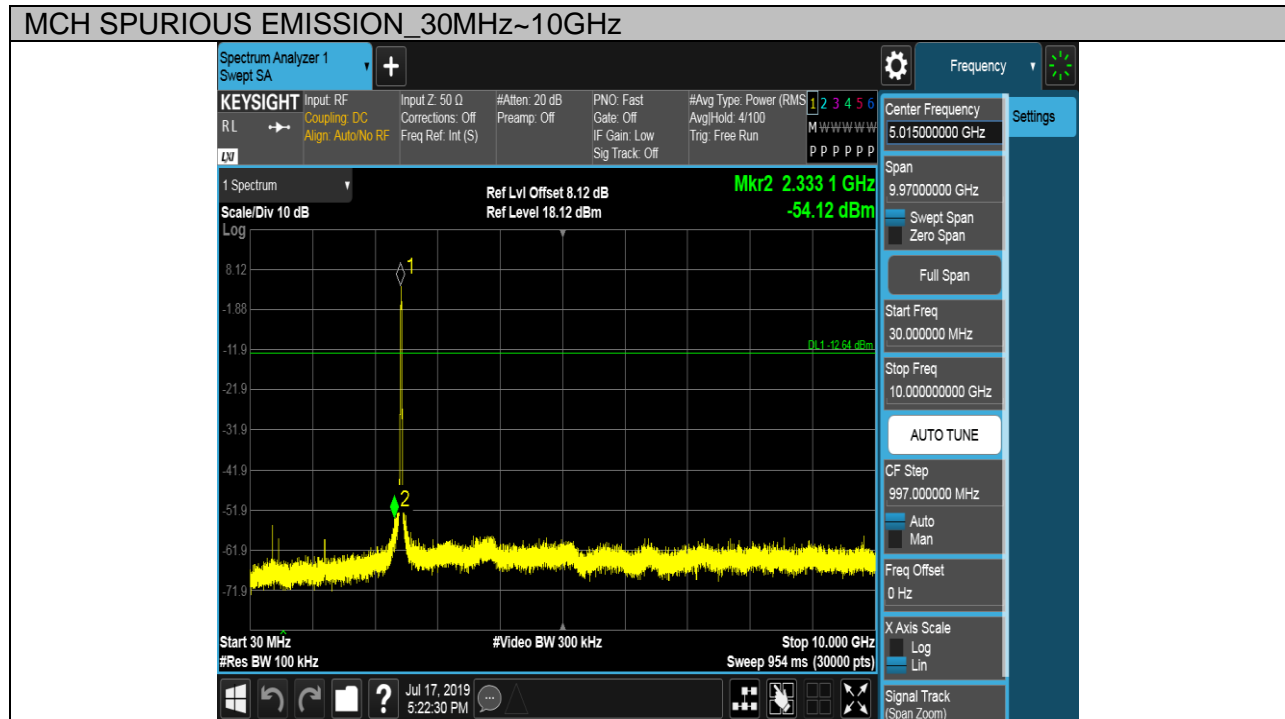 MCH SPURIOUS EMISSION_30MHz~10GHz
Spectrum Analyzer 1
Swept SA
+
Frequency
KEYSIGHT
RL
LXI
Input: RF
Coupling: DC
Align: Auto/No RF
Input Z: 50 Ω
Corrections: Off
Freq Ref: Int (S)
#Atten: 20 dB
Preamp: Off
PNO: Fast
Gate: Off
IF Gain: Low
Sig Track: Off
#Avg Type: Power (RMS
Avg|Hold: 4/100
Trig: Free Run
1 2 3 4 5 6
M W W W W W
P P P P P P
1 Spectrum
Scale/Div 10 dB
Ref Lvl Offset 8.12 dB
Ref Level 18.12 dBm
Mkr2 2.333 1 GHz
-54.12 dBm
Log
8.12
-1.88
-11.9
-21.9
-31.9
-41.9
-51.9
-61.9
-71.9
1
2
DL1 -12.64 dBm
Start 30 MHz
#Res BW 100 kHz
#Video BW 300 kHz
Stop 10.000 GHz
Sweep 954 ms (30000 pts)
Center Frequency
5.015000000 GHz
Settings
Span
9.97000000 GHz
Swept Span
Zero Span
Full Span
Start Freq
30.000000 MHz
Stop Freq
10.000000000 GHz
AUTO TUNE
CF Step
997.000000 MHz
Auto
Man
Freq Offset
0 Hz
X Axis Scale
Log
Lin
Signal Track
(Span Zoom)
?
Jul 17, 2019
5:22:30 PM